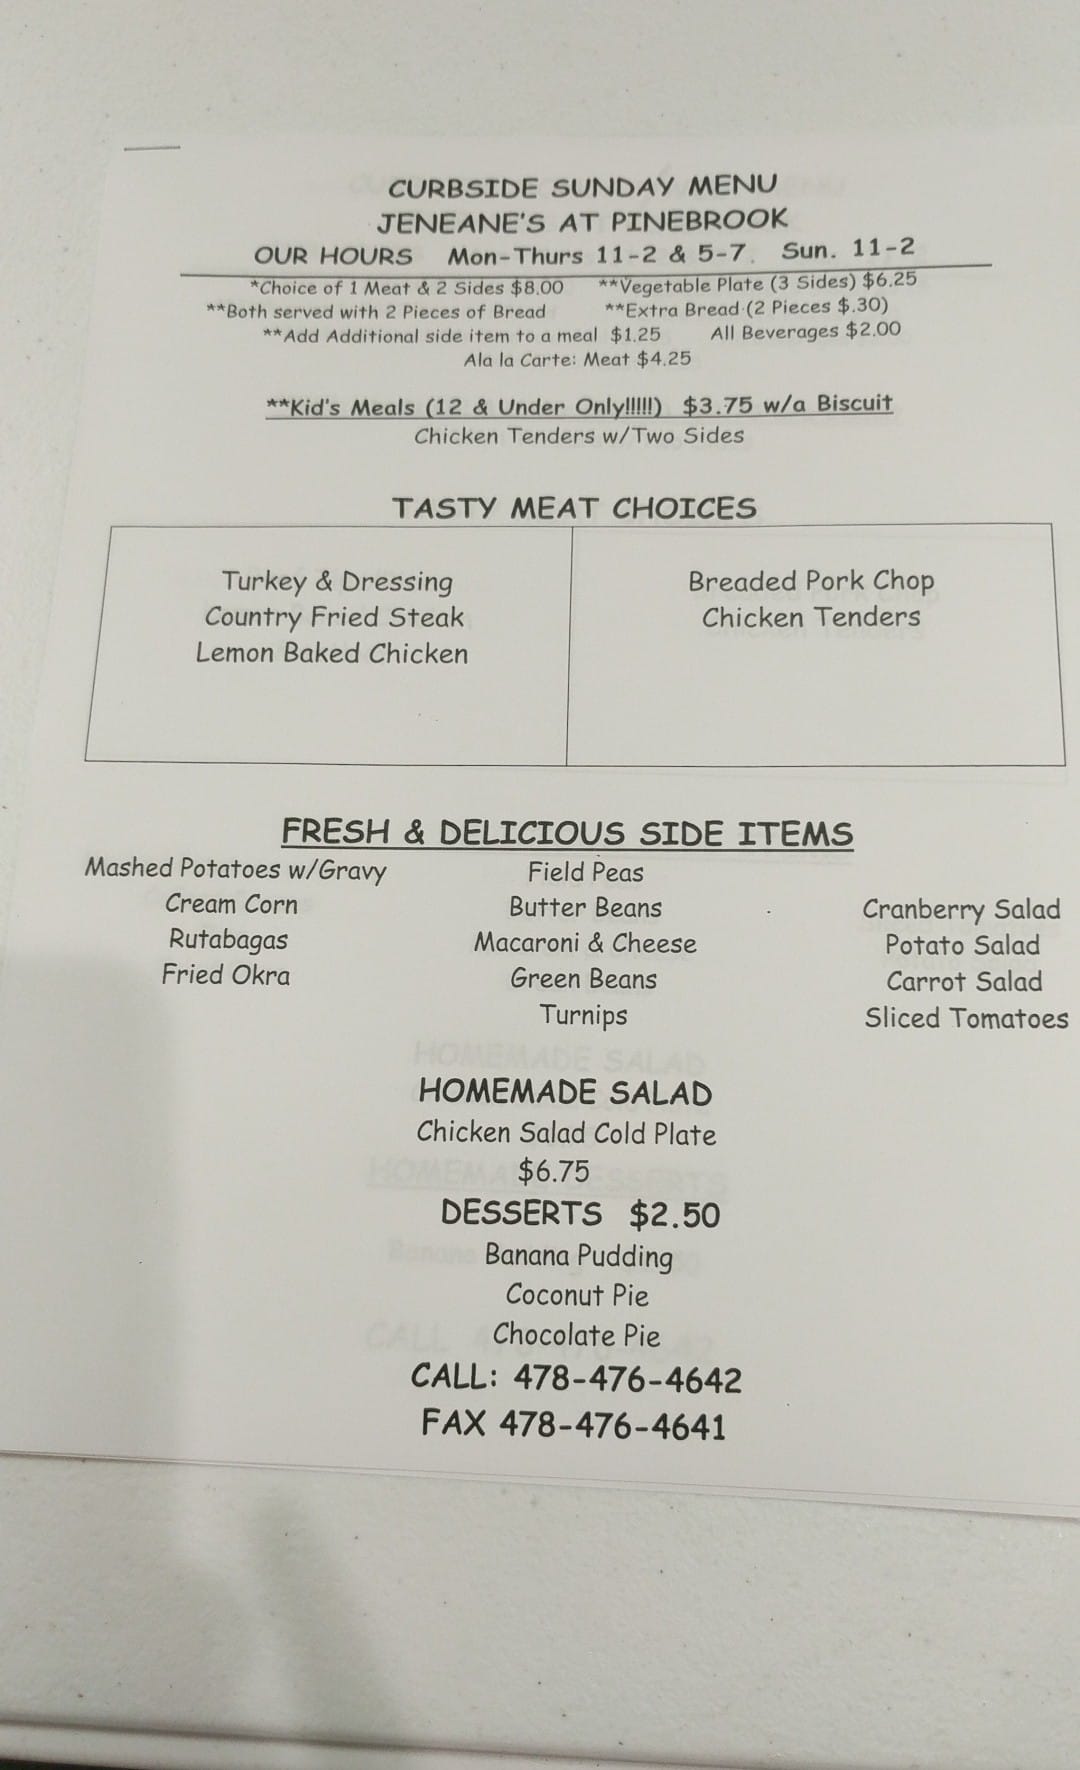 CURBSIDE SUNDAY MENU
JENEANE'S AT PINEBROOK
OUR HOURS Mon-Thurs 11-2 & 5-7. Sun. 11-2
*Choice of 1 Meat & 2 Sides $8.00 **Vegetable Plate (3 Sides) $6.25
**Both served with 2 Pieces of Bread **Extra Bread (2 Pieces $.30)
**Add Additional side item to a meal $1.25 All Beverages $2.00
Ala la Carte: Meat $4.25
**Kid's Meals (12 & Under Only!!!!!) $3.75 w/a Biscuit
Chicken Tenders w/Two Sides
TASTY MEAT CHOICES
Turkey & Dressing
Country Fried Steak
Lemon Baked Chicken
Breaded Pork Chop
Chicken Tenders
FRESH & DELICIOUS SIDE ITEMS
Mashed Potatoes w/Gravy
Cream Corn
Rutabagas
Fried Okra
Field Peas
Butter Beans
Macaroni & Cheese
Green Beans
Turnips
Cranberry Salad
Potato Salad
Carrot Salad
Sliced Tomatoes
HOMEMADE SALAD
Chicken Salad Cold Plate
$6.75
DESSERTS $2.50
Banana Pudding
Coconut Pie
Chocolate Pie
CALL: 478-476-4642
FAX 478-476-4641